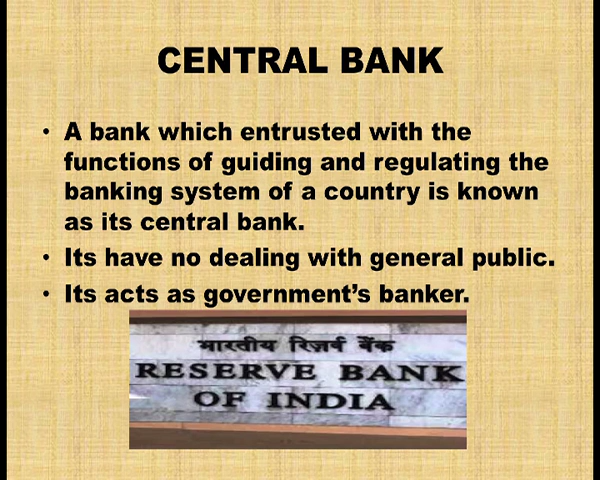 CENTRAL BANK
• A bank which entrusted with the
functions of guiding and regulating the
banking system of a country is known
as its central bank.
• Its have no dealing with general public.
• Its acts as government’s banker.
भारतीय रिज़र्व बैंक
RESERVE BANK
OF INDIA